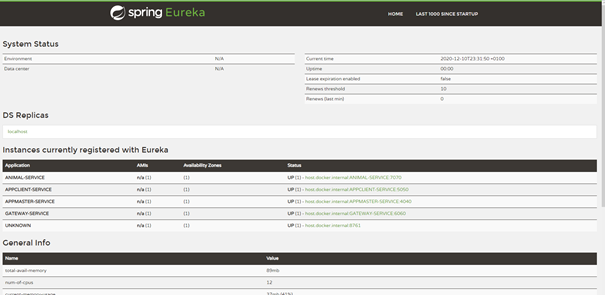 spring Eureka
HOME LAST 1000 SINCE STARTUP
System Status
Environment N/A
Data center N/A
Current time 2020-12-10T23:31:50 +0100
Uptime 00:00
Lease expiration enabled false
Renews threshold 10
Renews (last min) 0
DS Replicas
localhost
Instances currently registered with Eureka
Application AMIs Availability Zones Status
ANIMAL-SERVICE n/a (1) (1) UP (1) - host.docker.internal:ANIMAL-SERVICE:7070
APPCLIENT-SERVICE n/a (1) (1) UP (1) - host.docker.internal:APPCLIENT-SERVICE:5050
APPMASTER-SERVICE n/a (1) (1) UP (1) - host.docker.internal:APPMASTER-SERVICE:4040
GATEWAY-SERVICE n/a (1) (1) UP (1) - host.docker.internal:GATEWAY-SERVICE:6060
UNKNOWN n/a (1) (1) UP (1) - host.docker.internal:8761
General Info
Name Value
total-avail-memory 89mb
num-of-cpus 12